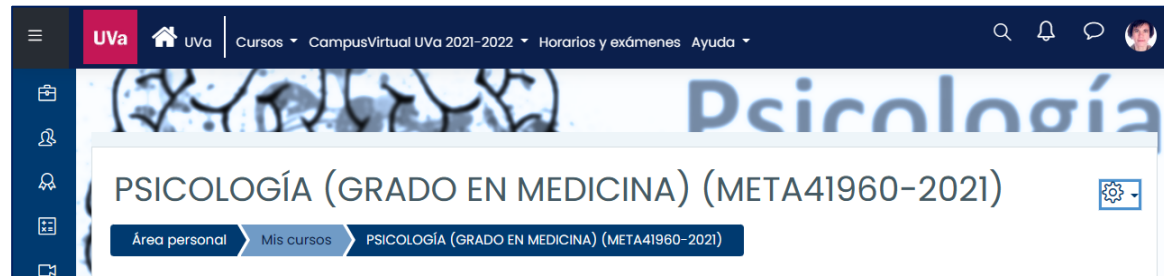 UVa UVa Cursos CampusVirtual UVa 2021-2022 Horarios y exámenes Ayuda
Psicología
PSICOLOGÍA (GRADO EN MEDICINA) (META41960-2021)
Área personal Mis cursos PSICOLOGÍA (GRADO EN MEDICINA) (META41960-2021)